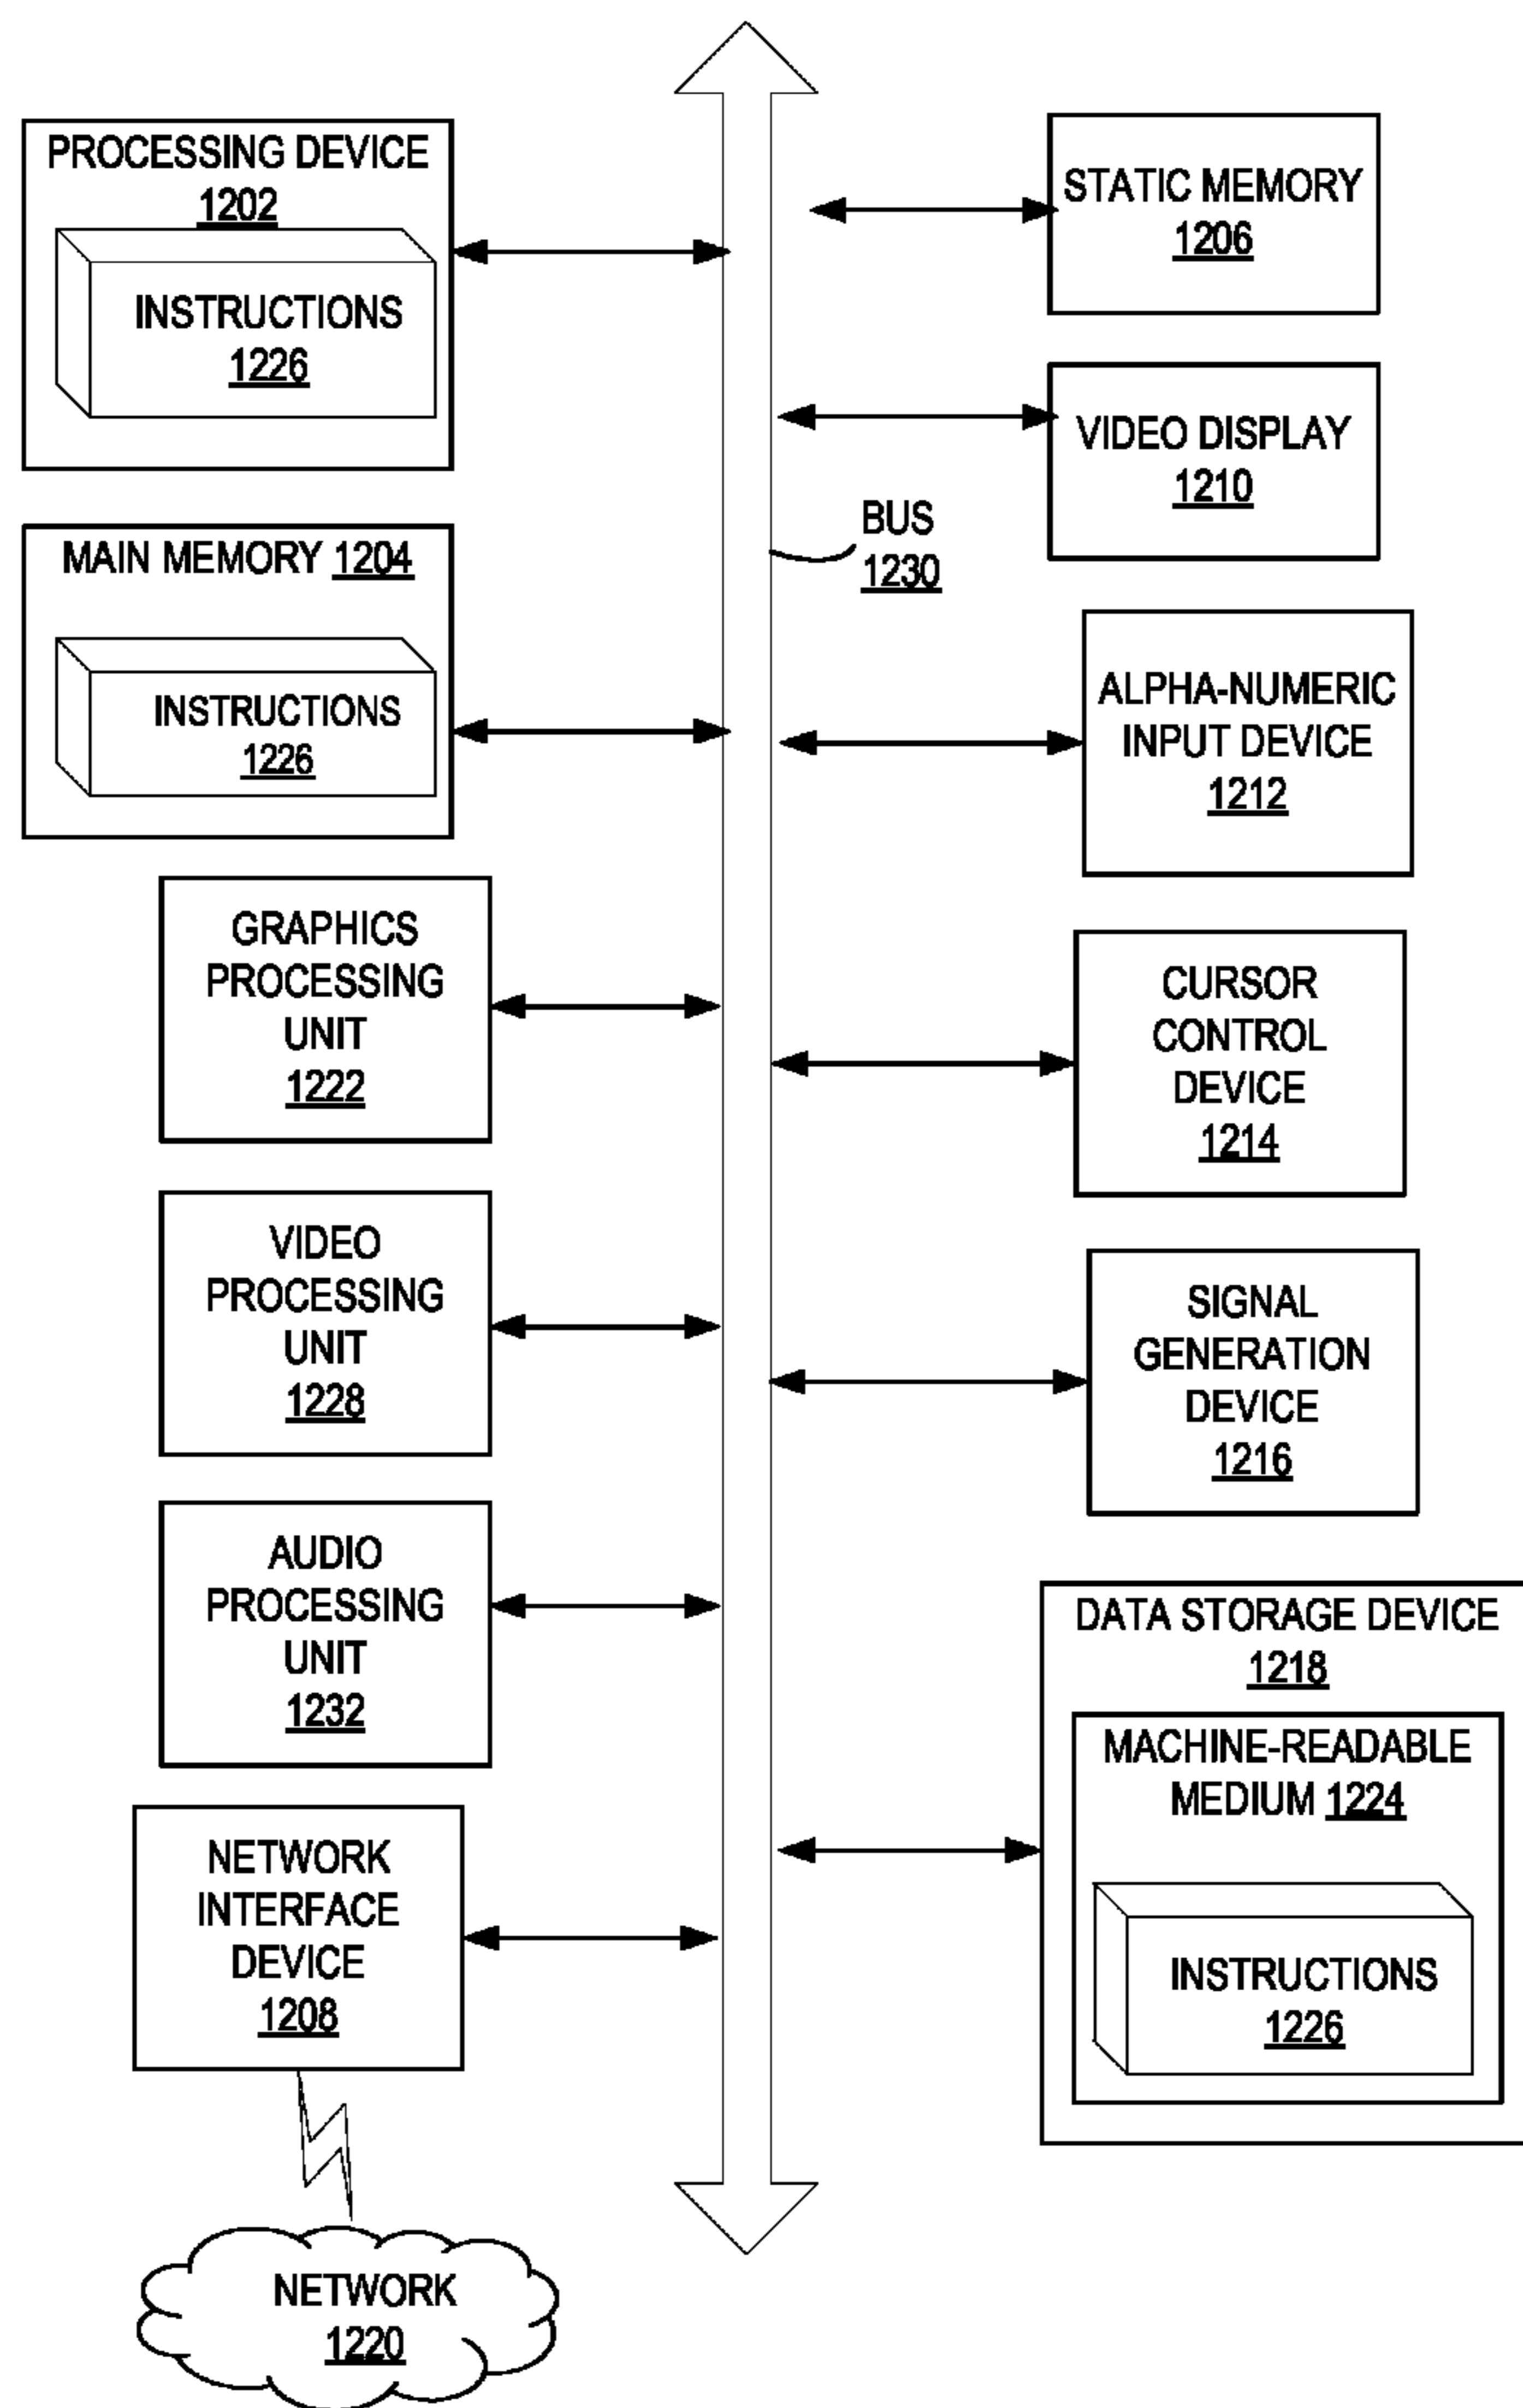 PROCESSING DEVICE
1202
INSTRUCTIONS
1226
MAIN MEMORY 1204
INSTRUCTIONS
1226
GRAPHICS
PROCESSING
UNIT
1222
VIDEO
PROCESSING
UNIT
1228
AUDIO
PROCESSING
UNIT
1232
NETWORK
INTERFACE
DEVICE
1208
NETWORK
1220
BUS
1230
STATIC MEMORY
1206
VIDEO DISPLAY
1210
ALPHA-NUMERIC
INPUT DEVICE
1212
CURSOR
CONTROL
DEVICE
1214
SIGNAL
GENERATION
DEVICE
1216
DATA STORAGE DEVICE
1218
MACHINE-READABLE
MEDIUM 1224
INSTRUCTIONS
1226